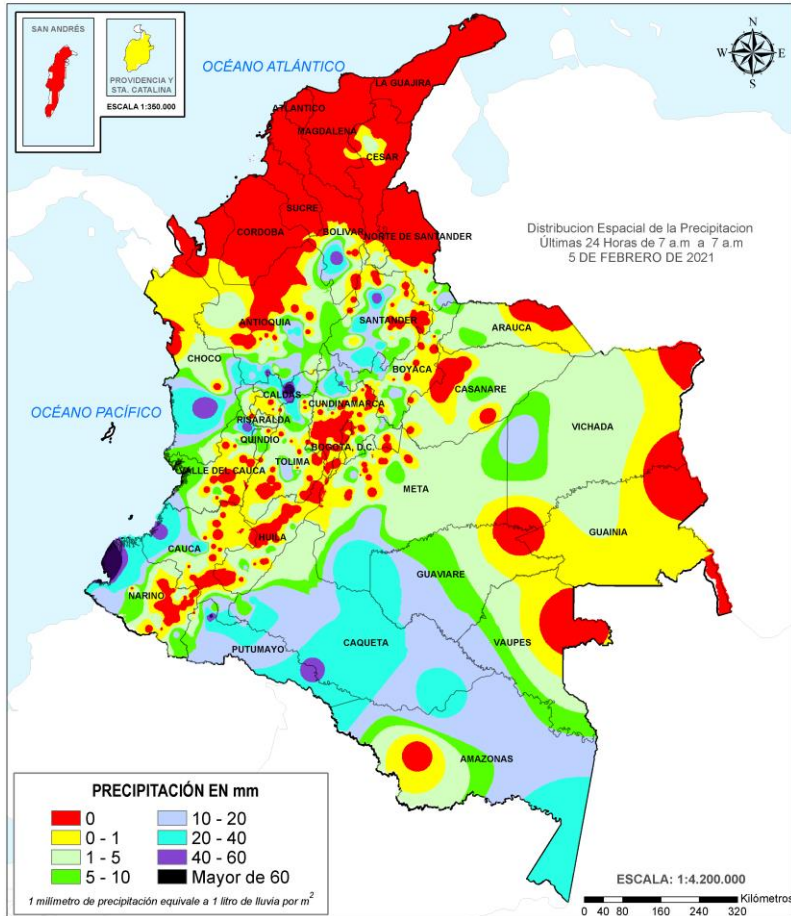 SAN ANDRÉS
PROVIDENCIA Y
STA. CATALINA
ESCALA 1:350.000
OCÉANO ATLÁNTICO
N
W
E
S
LA GUAJIRA
ATLANTICO
MAGDALENA
CESAR
SUCRE
CORDOBA
BOLIVAR
NORTE DE SANTANDER
Distribucion Espacial de la Precipitacion
Últimas 24 Horas de 7 a.m a 7 a.m
5 DE FEBRERO DE 2021
ANTIOQUIA
SANTANDER
ARAUCA
CHOCO
BOYACA
CASANARE
OCÉANO PACÍFICO
CALDAS
CUNDINAMARCA
RISARALDA
VICHADA
QUINDIO
BOGOTA, D.C.
TOLIMA
VALLE DEL CAUCA
META
GUAINIA
HUILA
CAUCA
GUAVIARE
NARINO
VAUPES
CAQUETA
PUTUMAYO
AMAZONAS
PRECIPITACIÓN EN mm
0
10 - 20
0 - 1
20 - 40
1 - 5
40 - 60
5 - 10
Mayor de 60
1 milímetro de precipitación equivale a 1 litro de lluvia por m²
ESCALA: 1:4.200.000
Kilómetros
0 40 80 160 240 320